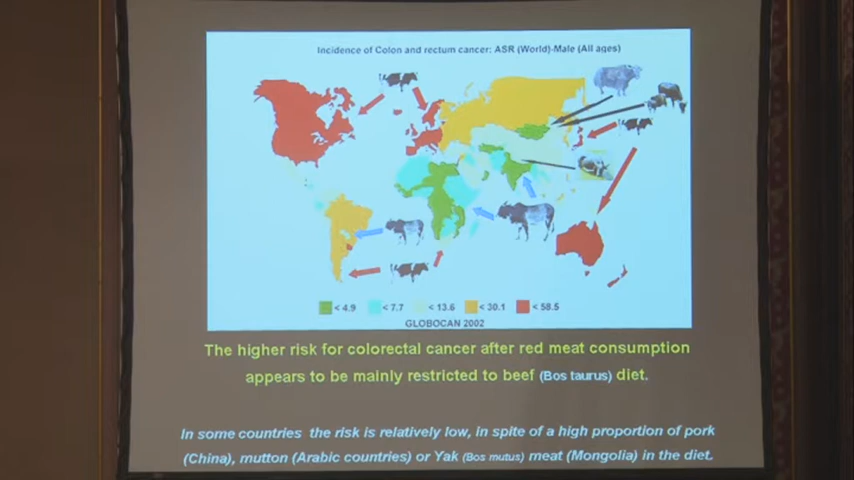 Incidence of Colon and rectum cancer: ASR (World)-Male (All ages)
< 4.9 < 7.7 < 13.6 < 30.1 < 58.5
GLOBOCAN 2002
The higher risk for colorectal cancer after red meat consumption
appears to be mainly restricted to beef (Bos taurus) diet.
In some countries the risk is relatively low, in spite of a high proportion of pork
(China), mutton (Arabic countries) or Yak (Bos mutus) meat (Mongolia) in the diet.